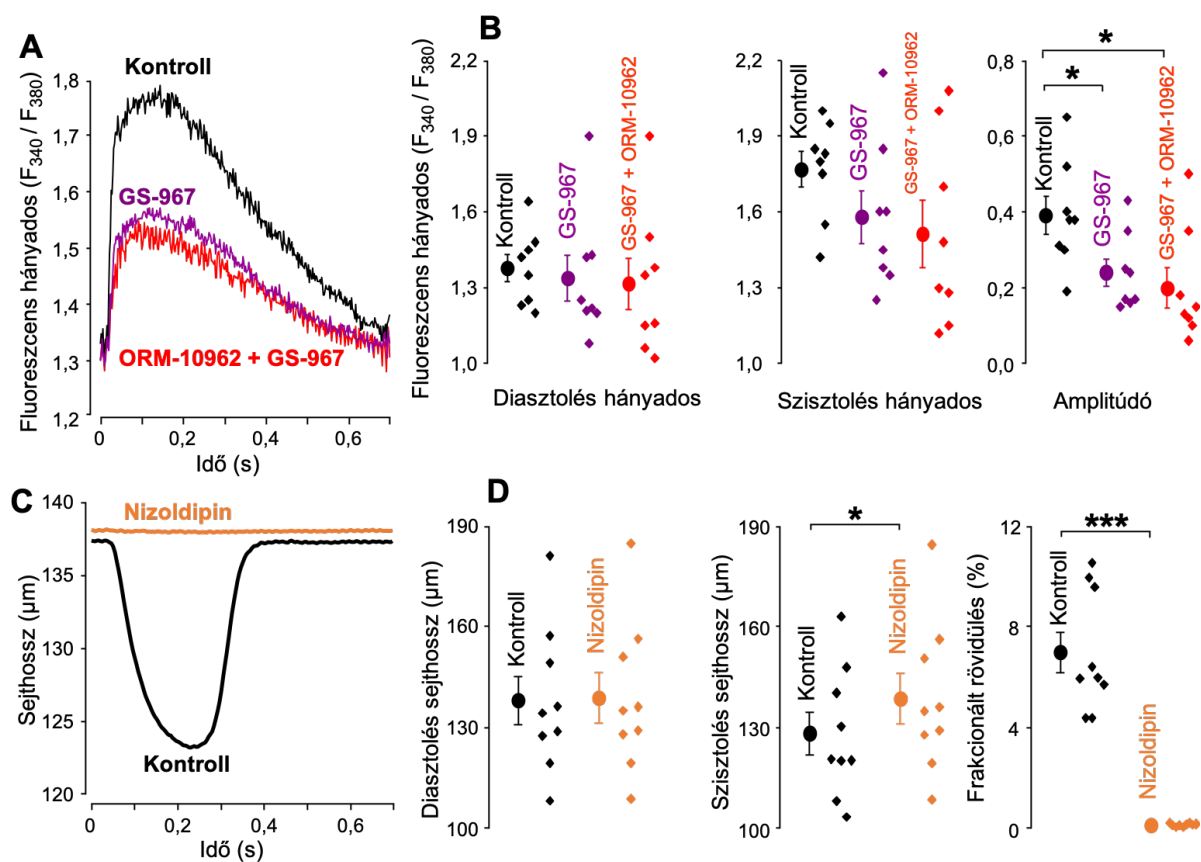 A
Fluoreszcens hányados (F340 / F380)
1,8
1,7
1,6
1,5
1,4
1,3
1,2
Kontroll
GS-967
ORM-10962 + GS-967
0
0,2
0,4
0,6
Idő (s)
B
Fluoreszcens hányados (F340 / F380)
2,2
1,9
1,6
1,3
1,0
Kontroll
GS-967
GS-967 + ORM-10962
Diasztolés hányados
2,2
1,9
1,6
1,3
1,0
Kontroll
GS-967
GS-967 + ORM-10962
Szisztolés hányados
0,8
0,6
0,4
0,2
0,0
*
*
Kontroll
GS-967
GS-967 + ORM-10962
Amplitúdó
C
Sejthossz (µm)
140
135
130
125
120
Nizoldipin
Kontroll
0
0,2
0,4
0,6
Idő (s)
D
Diasztolés sejthossz (µm)
190
160
130
100
Kontroll
Nizoldipin
Szisztolés sejthossz (µm)
190
160
130
100
*
Kontroll
Nizoldipin
Frakcionált rövidülés (%)
12
8
4
0
***
Kontroll
Nizoldipin